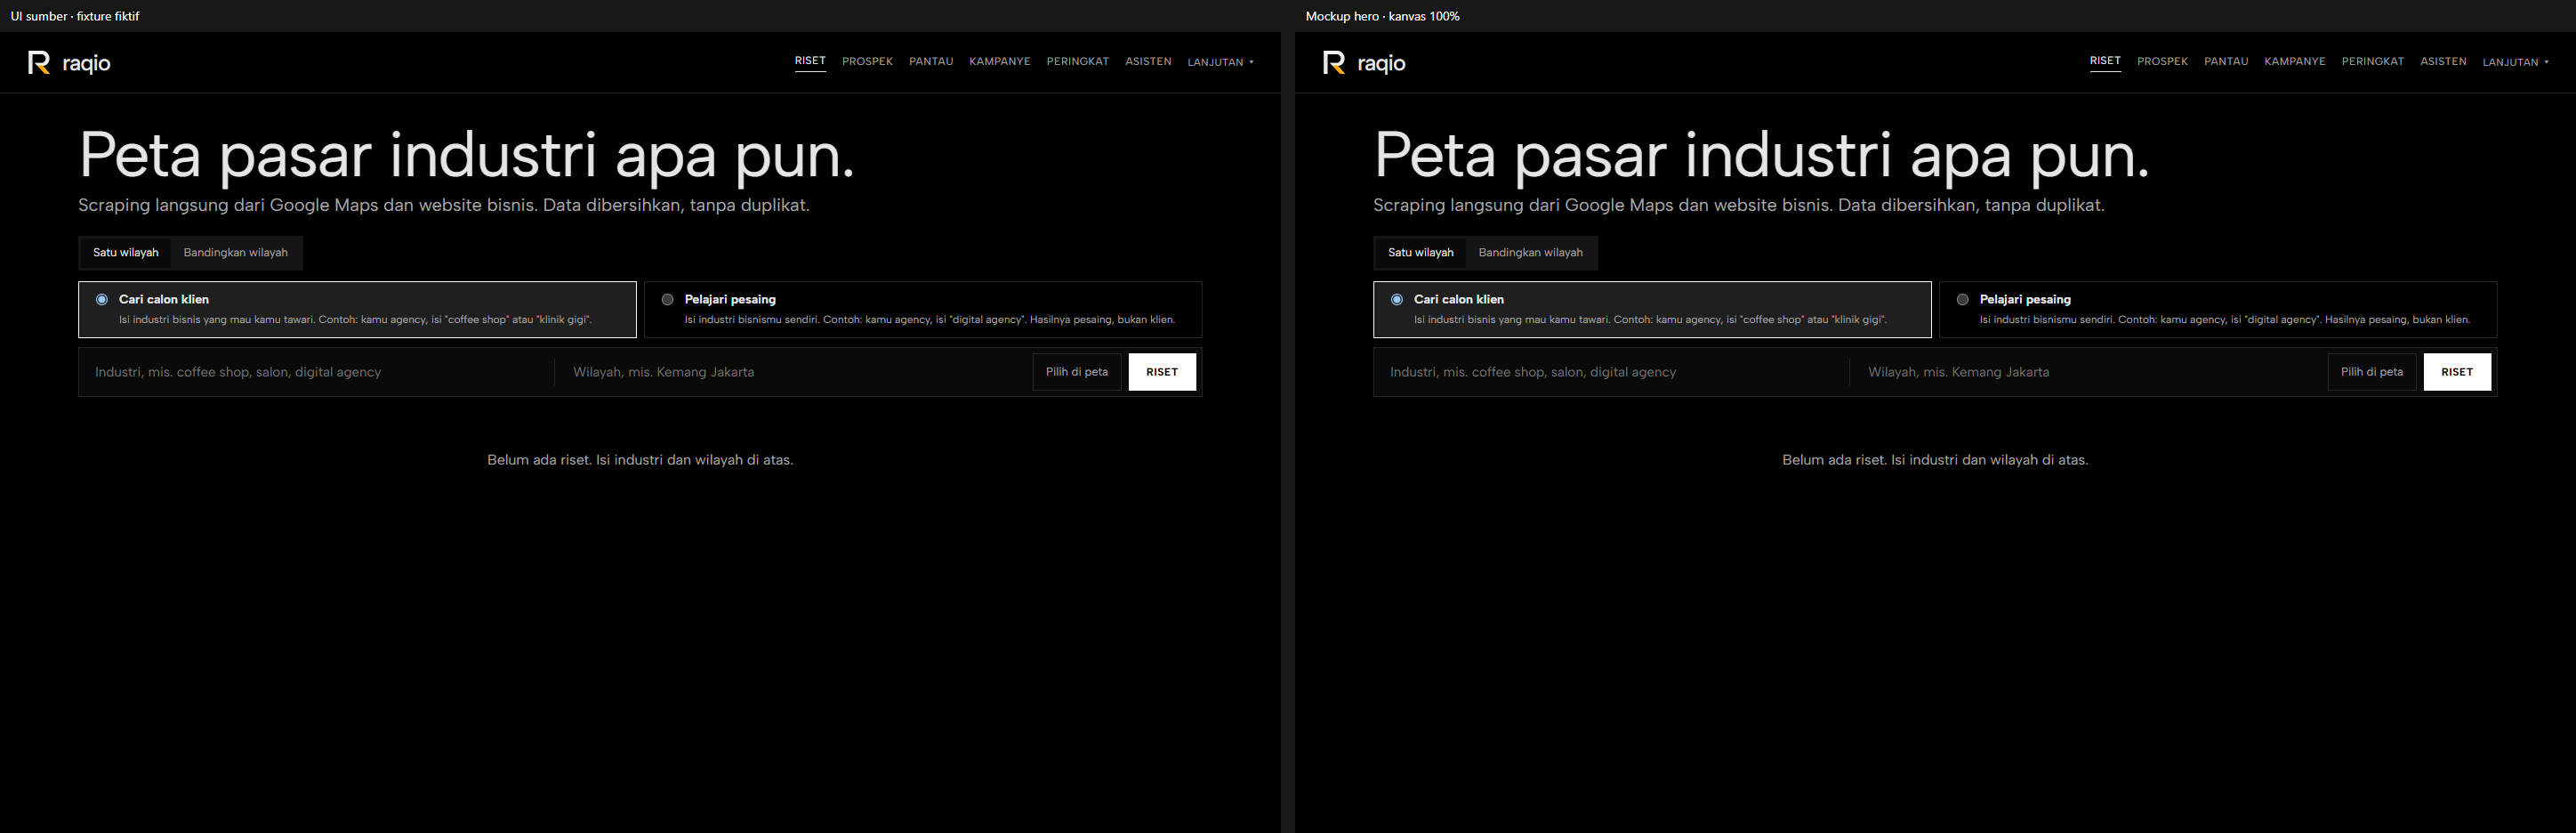 UI sumber · fixture fiktif
raqio
RISET PROSPEK PANTAU KAMPANYE PERINGKAT ASISTEN LANJUTAN
Peta pasar industri apa pun.
Scraping langsung dari Google Maps dan website bisnis. Data dibersihkan, tanpa duplikat.
Satu wilayah Bandingkan wilayah
Cari calon klien
Isi industri bisnis yang mau kamu tawari. Contoh: kamu agency, isi "coffee shop" atau "klinik gigi".
Pelajari pesaing
Isi industri bisnismu sendiri. Contoh: kamu agency, isi "digital agency". Hasilnya pesaing, bukan klien.
Industri, mis. coffee shop, salon, digital agency
Wilayah, mis. Kemang Jakarta
Pilih di peta
RISET
Belum ada riset. Isi industri dan wilayah di atas.
Mockup hero · kanvas 100%
raqio
RISET PROSPEK PANTAU KAMPANYE PERINGKAT ASISTEN LANJUTAN
Peta pasar industri apa pun.
Scraping langsung dari Google Maps dan website bisnis. Data dibersihkan, tanpa duplikat.
Satu wilayah Bandingkan wilayah
Cari calon klien
Isi industri bisnis yang mau kamu tawari. Contoh: kamu agency, isi "coffee shop" atau "klinik gigi".
Pelajari pesaing
Isi industri bisnismu sendiri. Contoh: kamu agency, isi "digital agency". Hasilnya pesaing, bukan klien.
Industri, mis. coffee shop, salon, digital agency
Wilayah, mis. Kemang Jakarta
Pilih di peta
RISET
Belum ada riset. Isi industri dan wilayah di atas.